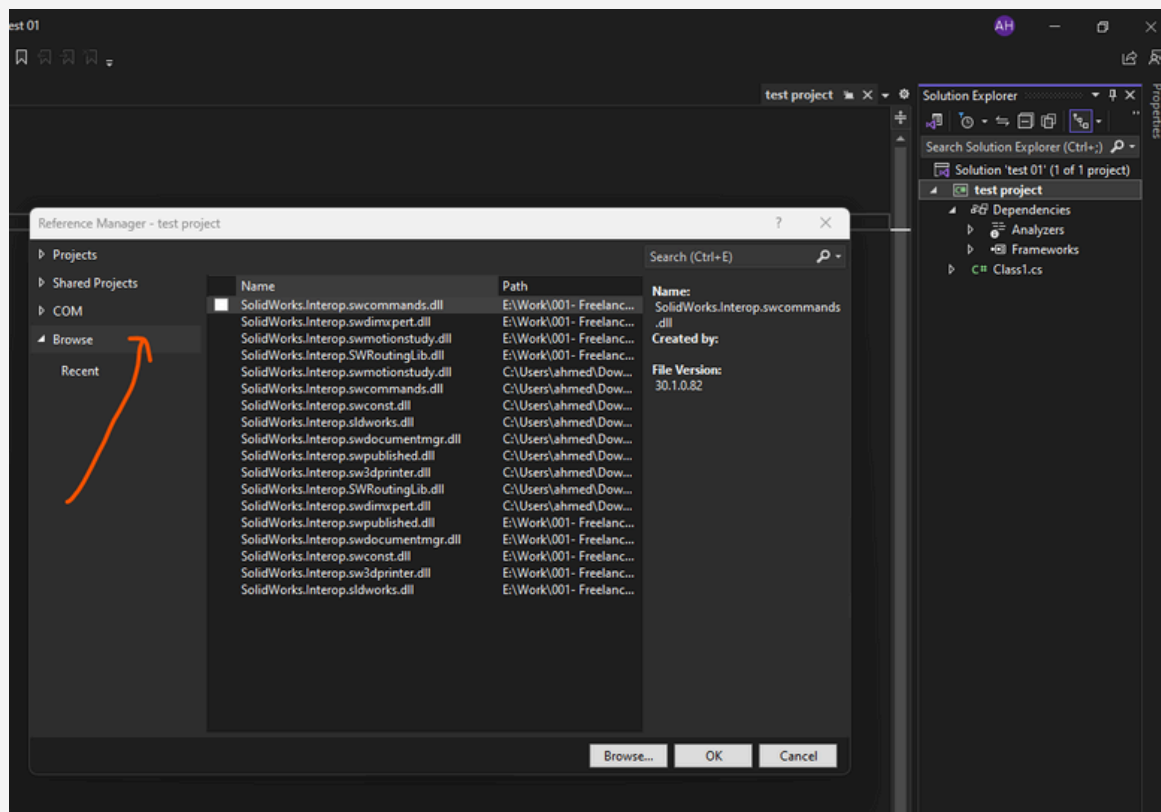 est 01
AH
test project
Solution Explorer
Properties
Search Solution Explorer (Ctrl+;)
Solution 'test 01' (1 of 1 project)
test project
Dependencies
Analyzers
Frameworks
C# Class1.cs
Reference Manager - test project
?
Projects
Shared Projects
COM
Browse
Recent
Search (Ctrl+E)
Name Path
SolidWorks.Interop.swcommands.dll E:\Work\001- Freelanc...
SolidWorks.Interop.swdimxpert.dll E:\Work\001- Freelanc...
SolidWorks.Interop.swmotionstudy.dll E:\Work\001- Freelanc...
SolidWorks.Interop.SWRoutingLib.dll E:\Work\001- Freelanc...
SolidWorks.Interop.swmotionstudy.dll C:\Users\ahmed\Dow...
SolidWorks.Interop.swcommands.dll C:\Users\ahmed\Dow...
SolidWorks.Interop.swconst.dll C:\Users\ahmed\Dow...
SolidWorks.Interop.sldworks.dll C:\Users\ahmed\Dow...
SolidWorks.Interop.swdocumentmgr.dll C:\Users\ahmed\Dow...
SolidWorks.Interop.swpublished.dll C:\Users\ahmed\Dow...
SolidWorks.Interop.sw3dprinter.dll C:\Users\ahmed\Dow...
SolidWorks.Interop.SWRoutingLib.dll C:\Users\ahmed\Dow...
SolidWorks.Interop.swdimxpert.dll C:\Users\ahmed\Dow...
SolidWorks.Interop.swpublished.dll E:\Work\001- Freelanc...
SolidWorks.Interop.swdocumentmgr.dll E:\Work\001- Freelanc...
SolidWorks.Interop.swconst.dll E:\Work\001- Freelanc...
SolidWorks.Interop.sw3dprinter.dll E:\Work\001- Freelanc...
SolidWorks.Interop.sldworks.dll E:\Work\001- Freelanc...
Name:
SolidWorks.Interop.swcommands
.dll
Created by:
File Version:
30.1.0.82
Browse... OK Cancel